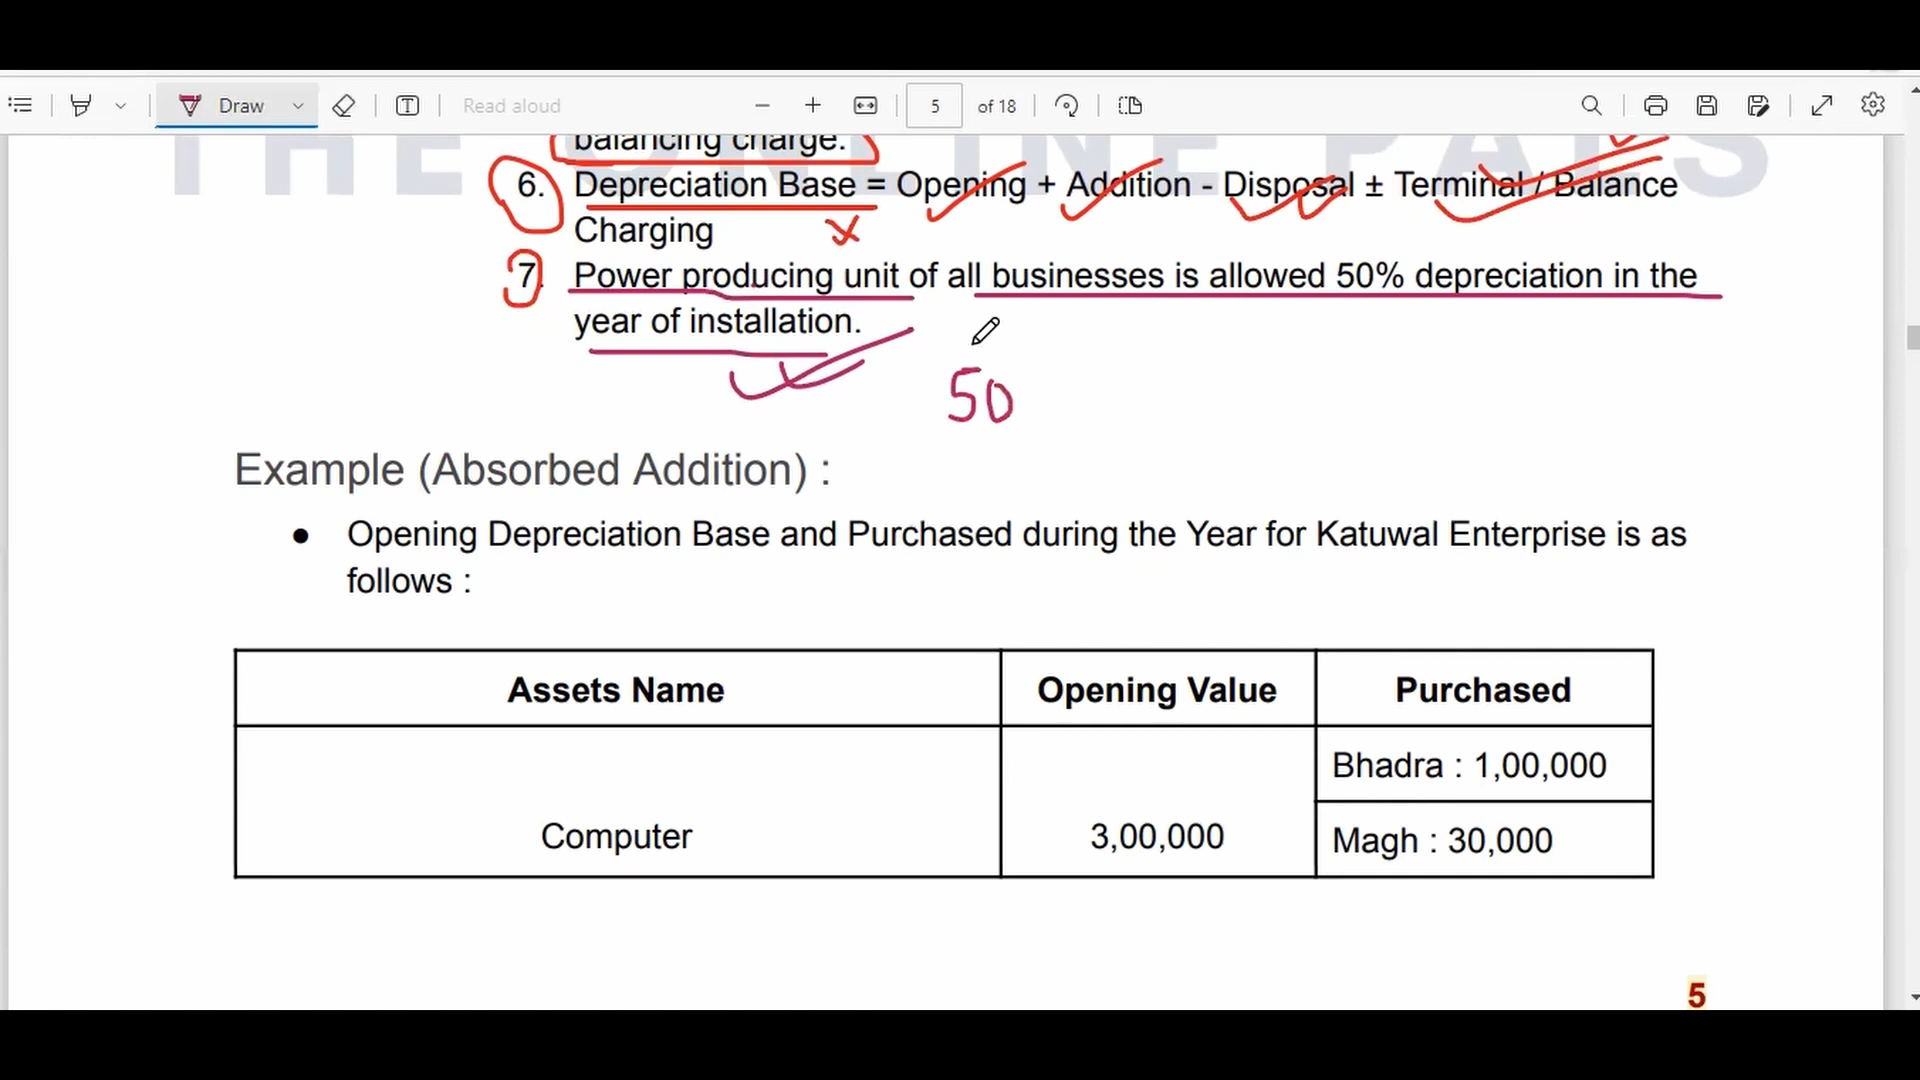 Draw
Read aloud
5 of 18
THE ONLINE PALS
balancing charge.
6. Depreciation Base = Opening + Addition - Disposal ± Terminal / Balance
Charging
7. Power producing unit of all businesses is allowed 50% depreciation in the
year of installation.
50
Example (Absorbed Addition) :
● Opening Depreciation Base and Purchased during the Year for Katuwal Enterprise is as
follows :
Assets Name Opening Value Purchased
Bhadra : 1,00,000
Computer 3,00,000 Magh : 30,000
5